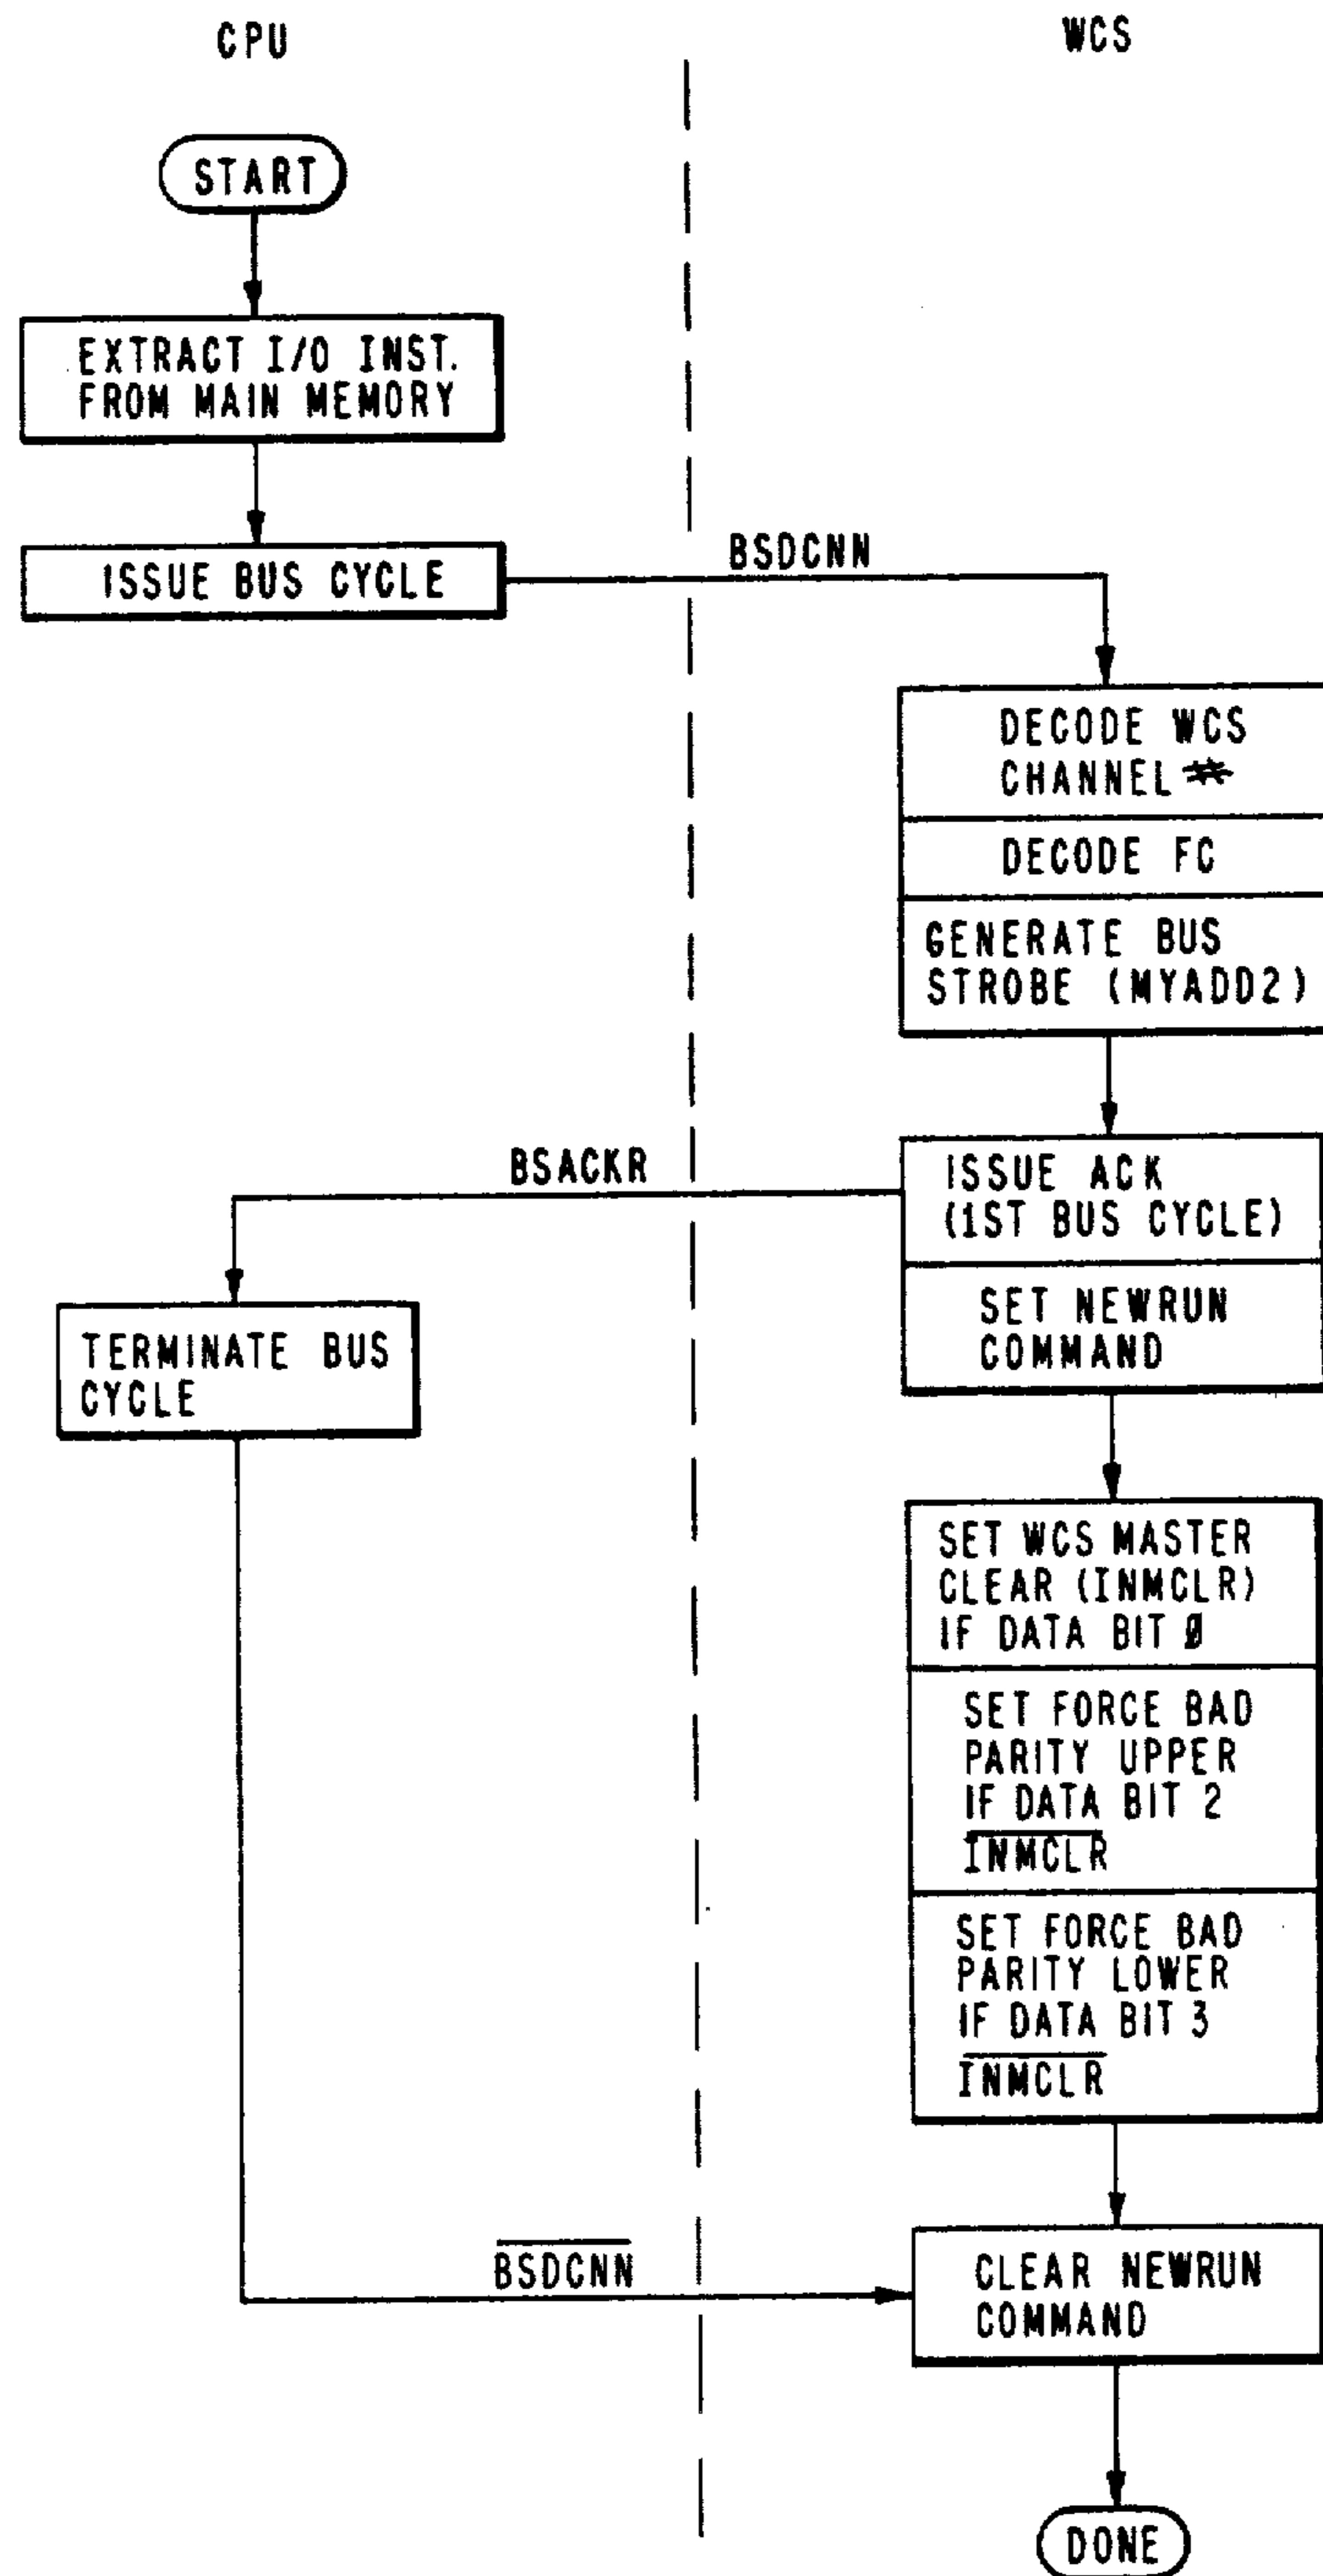 CPU
WCS
START
EXTRACT I/O INST.
FROM MAIN MEMORY
ISSUE BUS CYCLE
BSDCNN
DECODE WCS
CHANNEL #
DECODE FC
GENERATE BUS
STROBE (MYADD2)
ISSUE ACK
(1ST BUS CYCLE)
BSACKR
SET NEWRUN
COMMAND
TERMINATE BUS
CYCLE
SET WCS MASTER
CLEAR (INMCLR)
IF DATA BIT Ø
SET FORCE BAD
PARITY UPPER
IF DATA BIT 2
I̅N̅M̅C̅L̅R̅
SET FORCE BAD
PARITY LOWER
IF DATA BIT 3
I̅N̅M̅C̅L̅R̅
B̅S̅D̅C̅N̅N̅
CLEAR NEWRUN
COMMAND
DONE